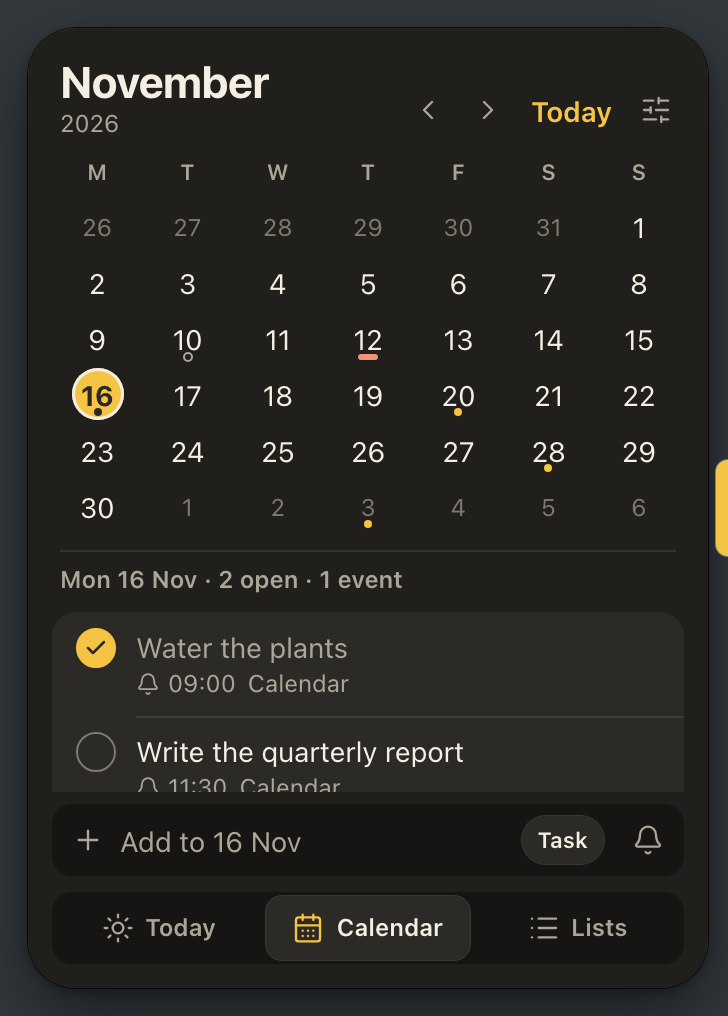 November
2026
Today
M T W T F S S
26 27 28 29 30 31 1
2 3 4 5 6 7 8
9 10 11 12 13 14 15
16 17 18 19 20 21 22
23 24 25 26 27 28 29
30 1 2 3 4 5 6
Mon 16 Nov · 2 open · 1 event
Water the plants
09:00 Calendar
Write the quarterly report
11:30 Calendar
Add to 16 Nov Task
Today Calendar Lists